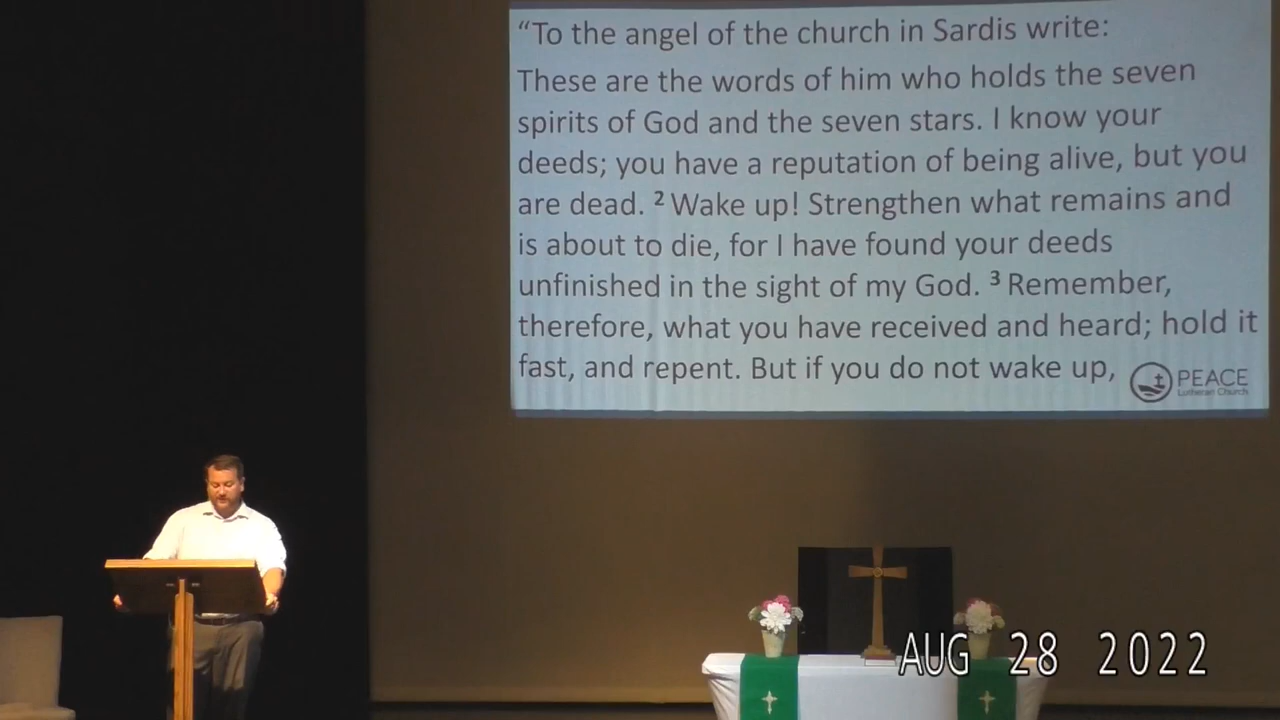 “To the angel of the church in Sardis write:
These are the words of him who holds the seven
spirits of God and the seven stars. I know your
deeds; you have a reputation of being alive, but you
are dead. ² Wake up! Strengthen what remains and
is about to die, for I have found your deeds
unfinished in the sight of my God. ³ Remember,
therefore, what you have received and heard; hold it
fast, and repent. But if you do not wake up,
PEACE
Lutheran Church
AUG 28 2022